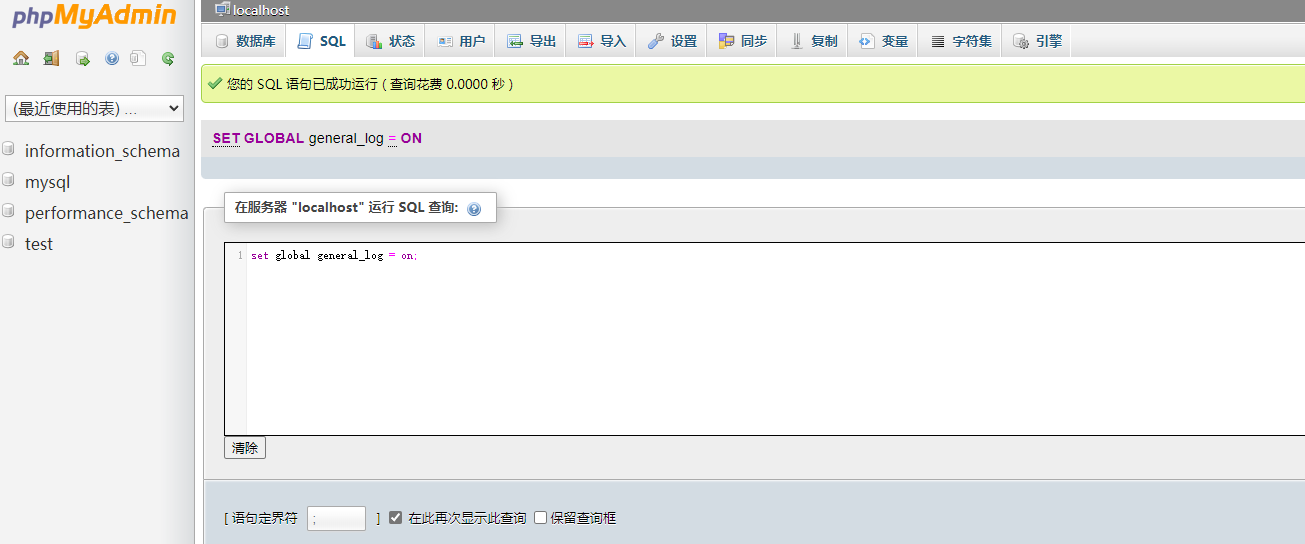 phpMyAdmin
(最近使用的表) ...
information_schema
mysql
performance_schema
test
localhost
数据库 SQL 状态 用户 导出 导入 设置 同步 复制 变量 字符集 引擎
您的 SQL 语句已成功运行 ( 查询花费 0.0000 秒 )
SET GLOBAL general_log = ON
在服务器 "localhost" 运行 SQL 查询:
1 set global general_log = on;
清除
[ 语句定界符 ; ] 在此再次显示此查询 保留查询框